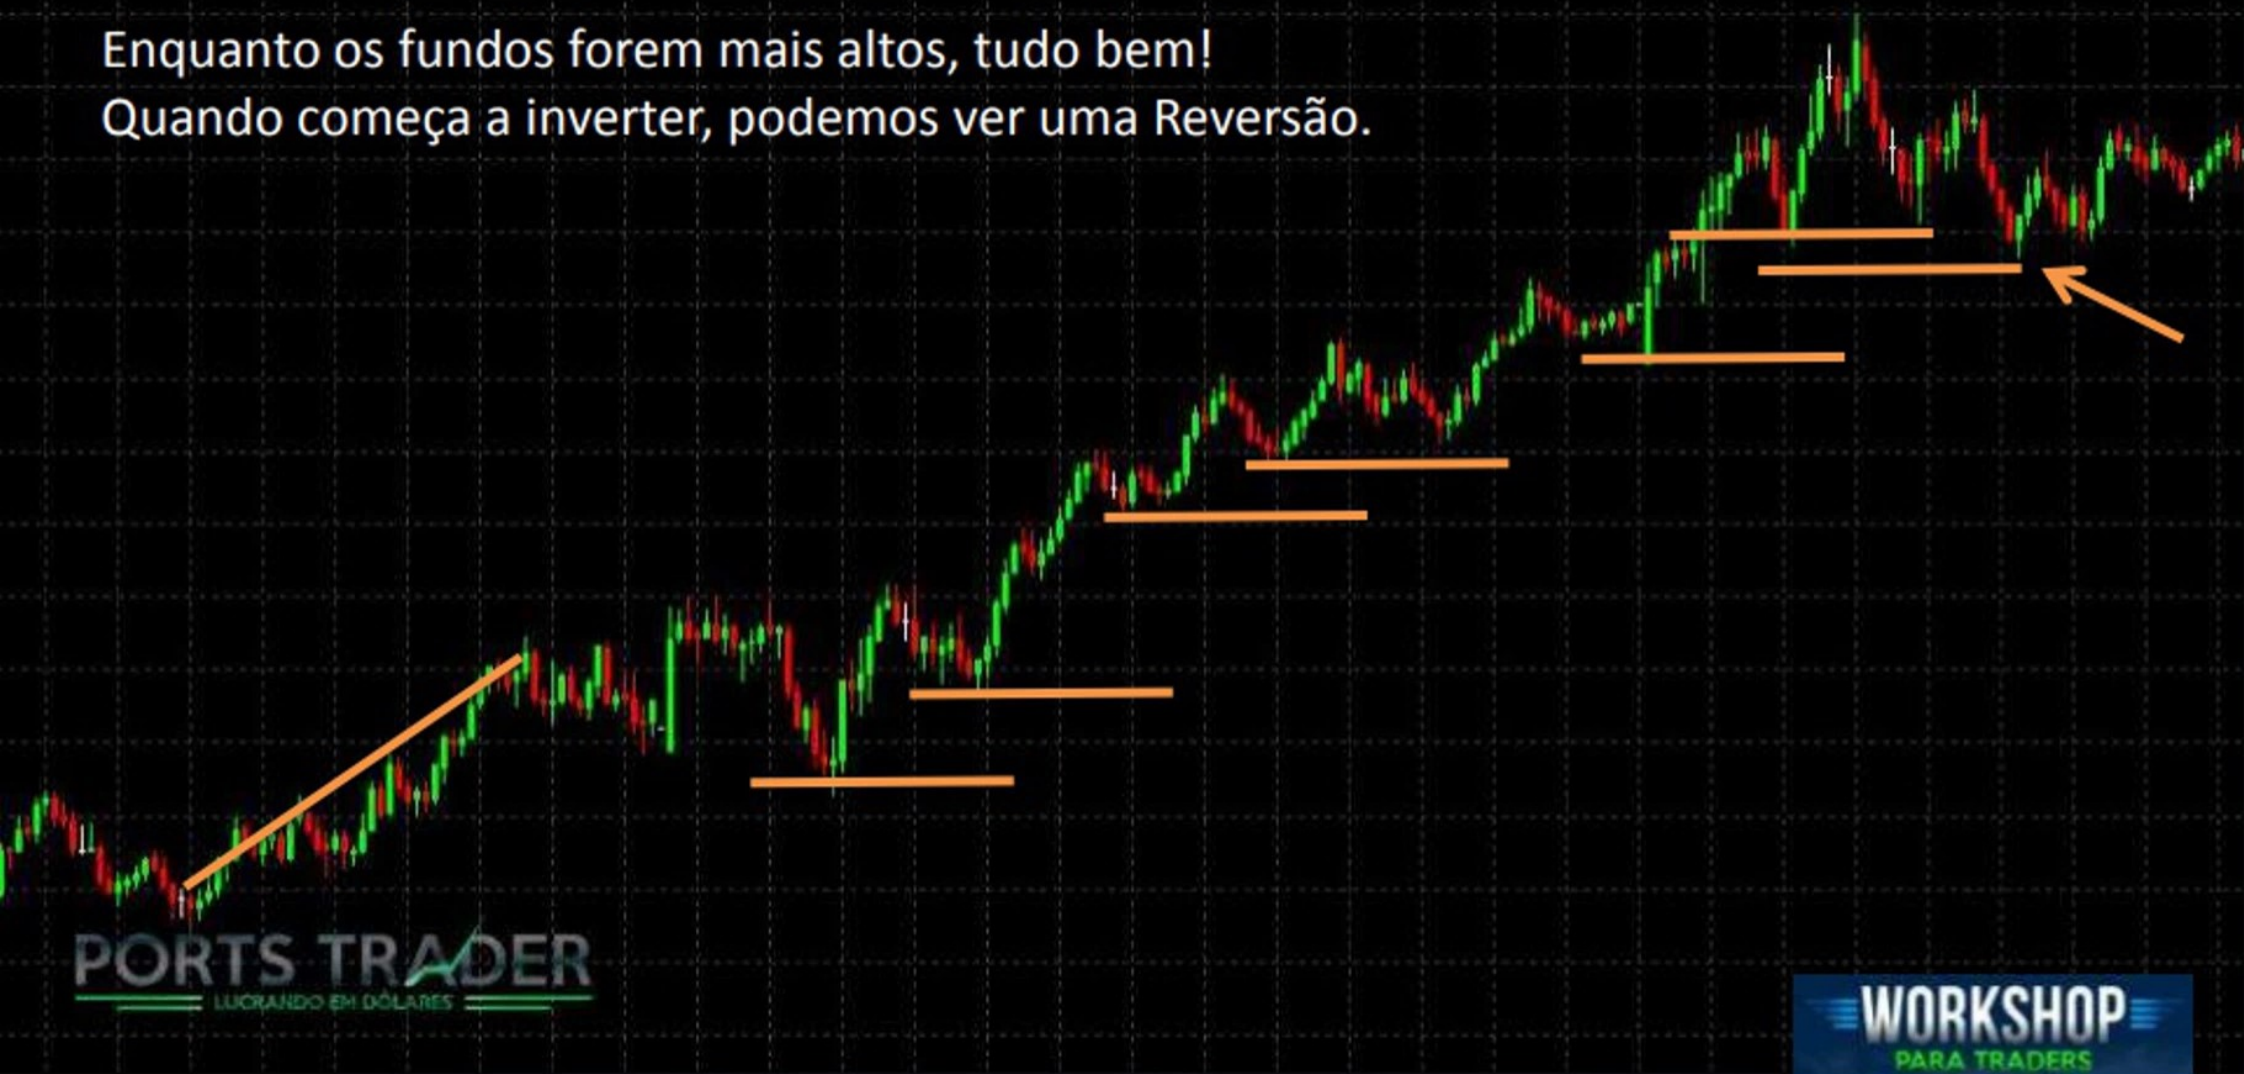 Enquanto os fundos forem mais altos, tudo bem!
Quando começa a inverter, podemos ver uma Reversão.
PORTS TRADER
LUCRANDO EM DÓLARES
WORKSHOP
PARA TRADERS